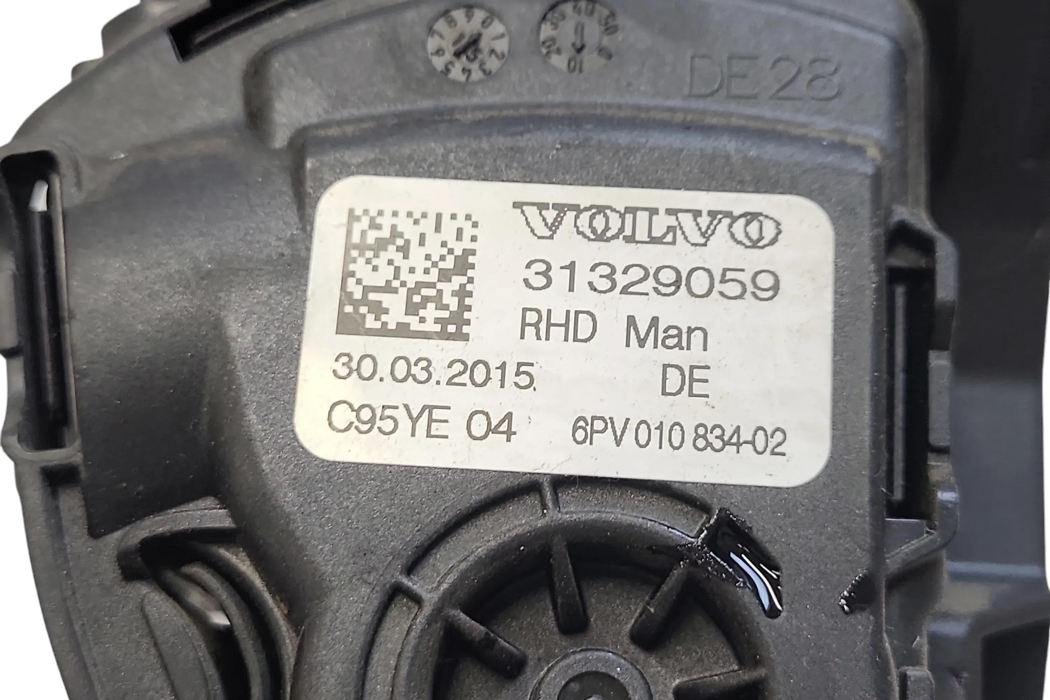 DE28
VOLVO
31329059
RHD Man
30.03.2015 DE
C95YE 04 6PV 010 834-02